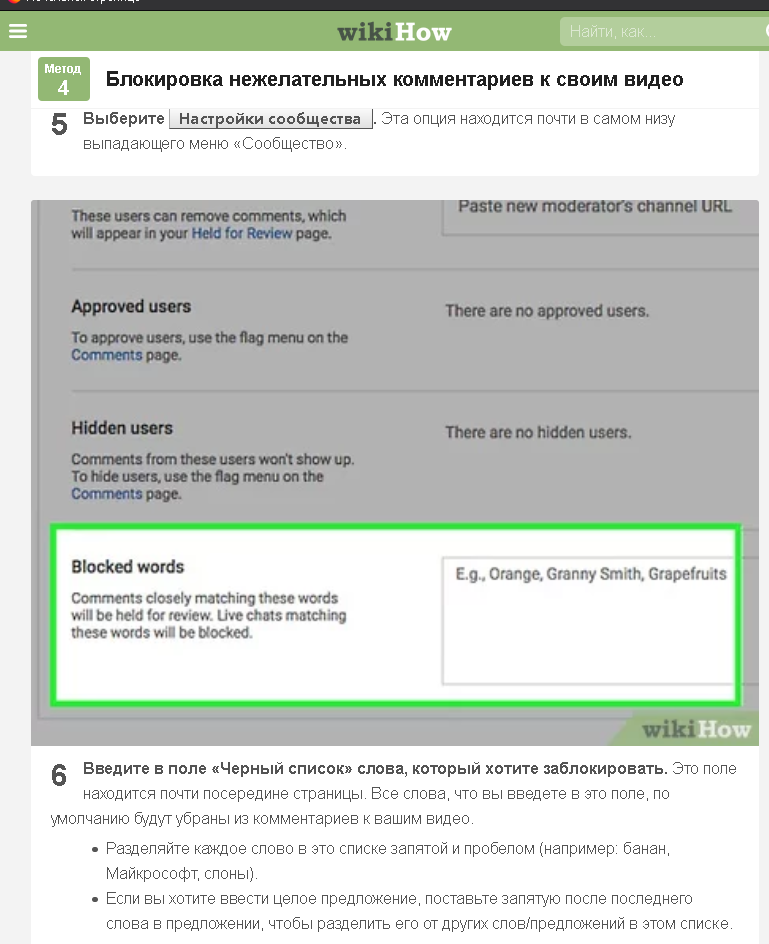 wikiHow
Найти, как...
Метод
4
Блокировка нежелательных комментариев к своим видео
5 Выберите Настройки сообщества . Эта опция находится почти в самом низу
выпадающего меню «Сообщество».
These users can remove comments, which
will appear in your Held for Review page.
Paste new moderator's channel URL
Approved users
There are no approved users.
To approve users, use the flag menu on the
Comments page.
Hidden users
There are no hidden users.
Comments from these users won't show up.
To hide users, use the flag menu on the
Comments page.
Blocked words
E.g., Orange, Granny Smith, Grapefruits
Comments closely matching these words
will be held for review. Live chats matching
these words will be blocked.
wikiHow
6 Введите в поле «Черный список» слова, который хотите заблокировать. Это поле
находится почти посередине страницы. Все слова, что вы введете в это поле, по
умолчанию будут убраны из комментариев к вашим видео.
• Разделяйте каждое слово в это списке запятой и пробелом (например: банан,
Майкрософт, слоны).
• Если вы хотите ввести целое предложение, поставьте запятую после последнего
слова в предложении, чтобы разделить его от других слов/предложений в этом списке.